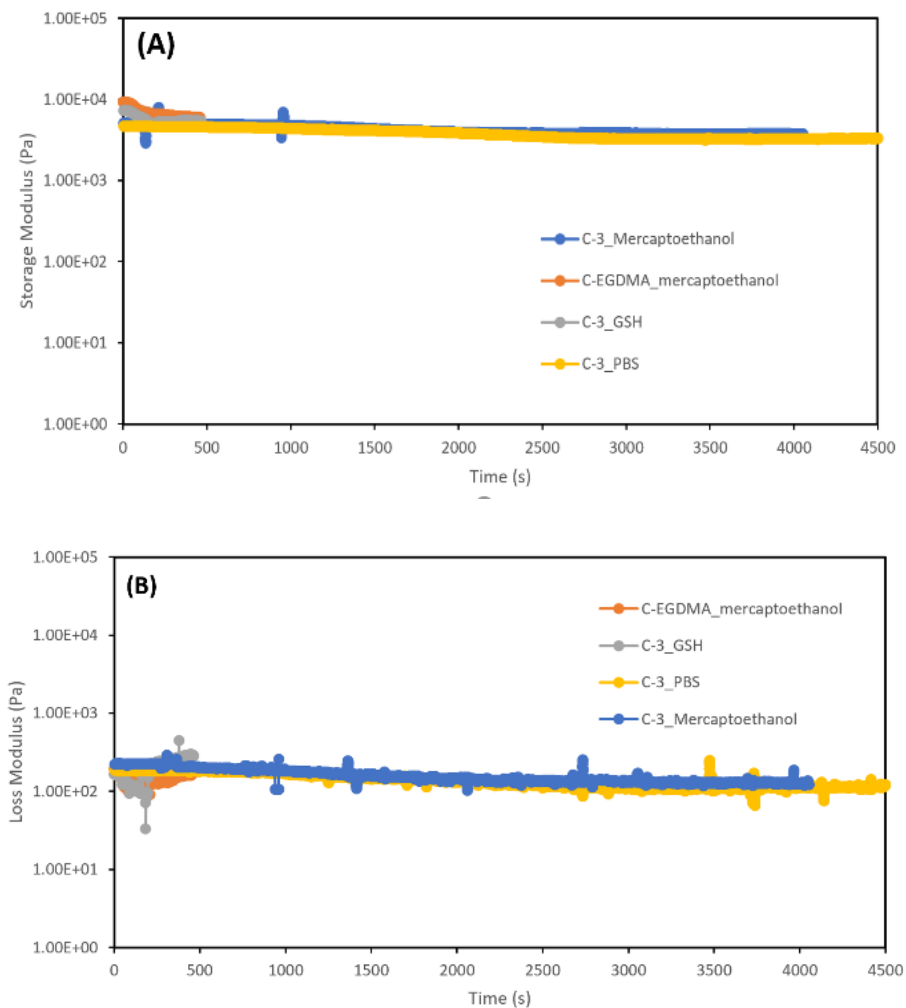 (A)
1.00E+05
1.00E+04
1.00E+03
1.00E+02
1.00E+01
1.00E+00
Storage Modulus (Pa)
C-3_Mercaptoethanol
C-EGDMA_mercaptoethanol
C-3_GSH
C-3_PBS
0 500 1000 1500 2000 2500 3000 3500 4000 4500
Time (s)
(B)
1.00E+05
1.00E+04
1.00E+03
1.00E+02
1.00E+01
1.00E+00
Loss Modulus (Pa)
C-EGDMA_mercaptoethanol
C-3_GSH
C-3_PBS
C-3_Mercaptoethanol
0 500 1000 1500 2000 2500 3000 3500 4000 4500
Time (s)